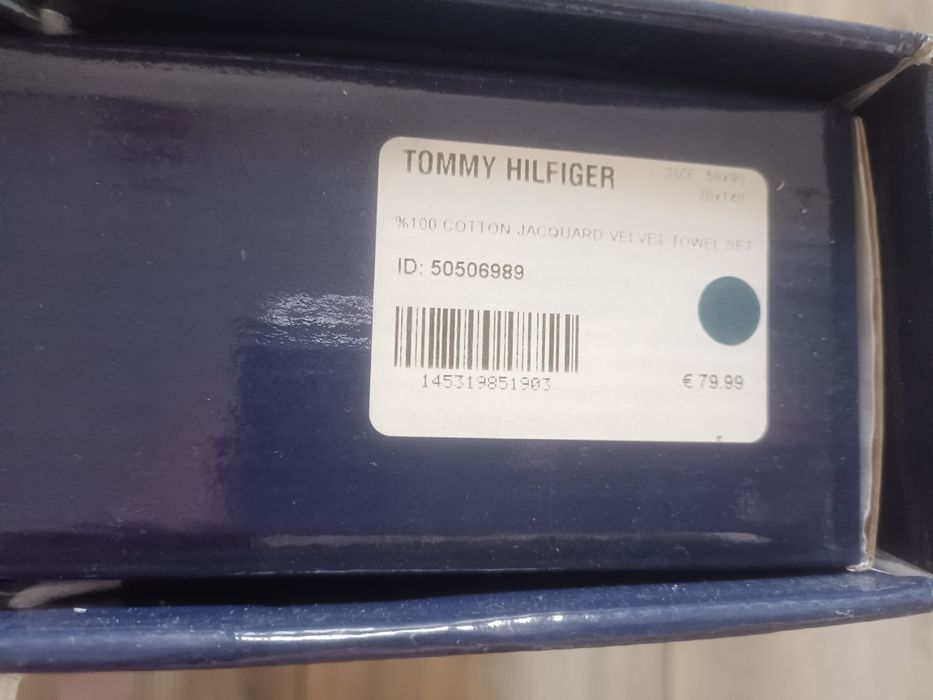 TOMMY HILFIGER
SIZE 50x90
70x140
%100 COTTON JACQUARD VELVET TOWEL SET
ID: 50506989
145319851903
€ 79.99